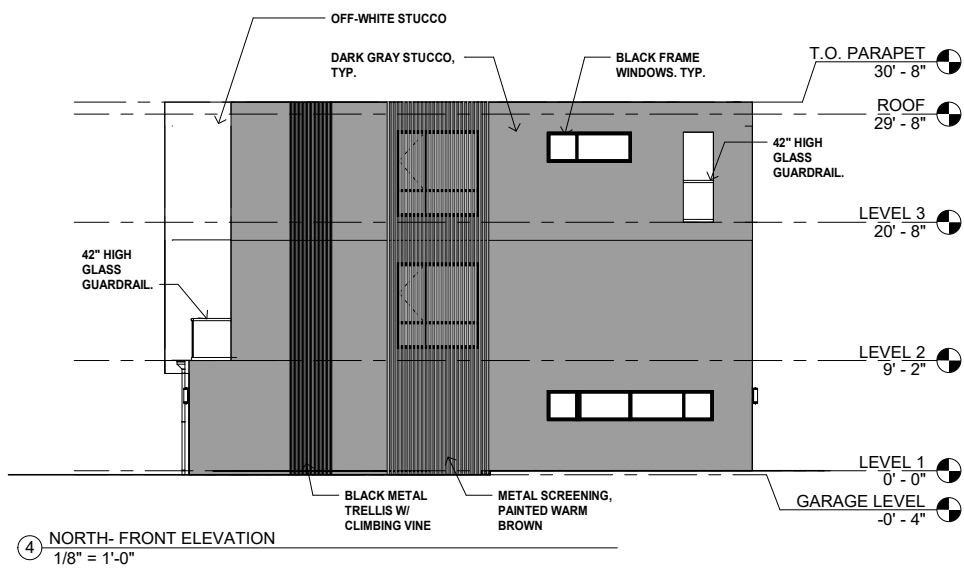 OFF-WHITE STUCCO
DARK GRAY STUCCO,
TYP.
BLACK FRAME
WINDOWS. TYP.
T.O. PARAPET
30' - 8"
ROOF
29' - 8"
42" HIGH
GLASS
GUARDRAIL.
LEVEL 3
20' - 8"
42" HIGH
GLASS
GUARDRAIL.
LEVEL 2
9' - 2"
LEVEL 1
0' - 0"
GARAGE LEVEL
-0' - 4"
BLACK METAL
TRELLIS W/
CLIMBING VINE
METAL SCREENING,
PAINTED WARM
BROWN
4 NORTH- FRONT ELEVATION
1/8" = 1'-0"